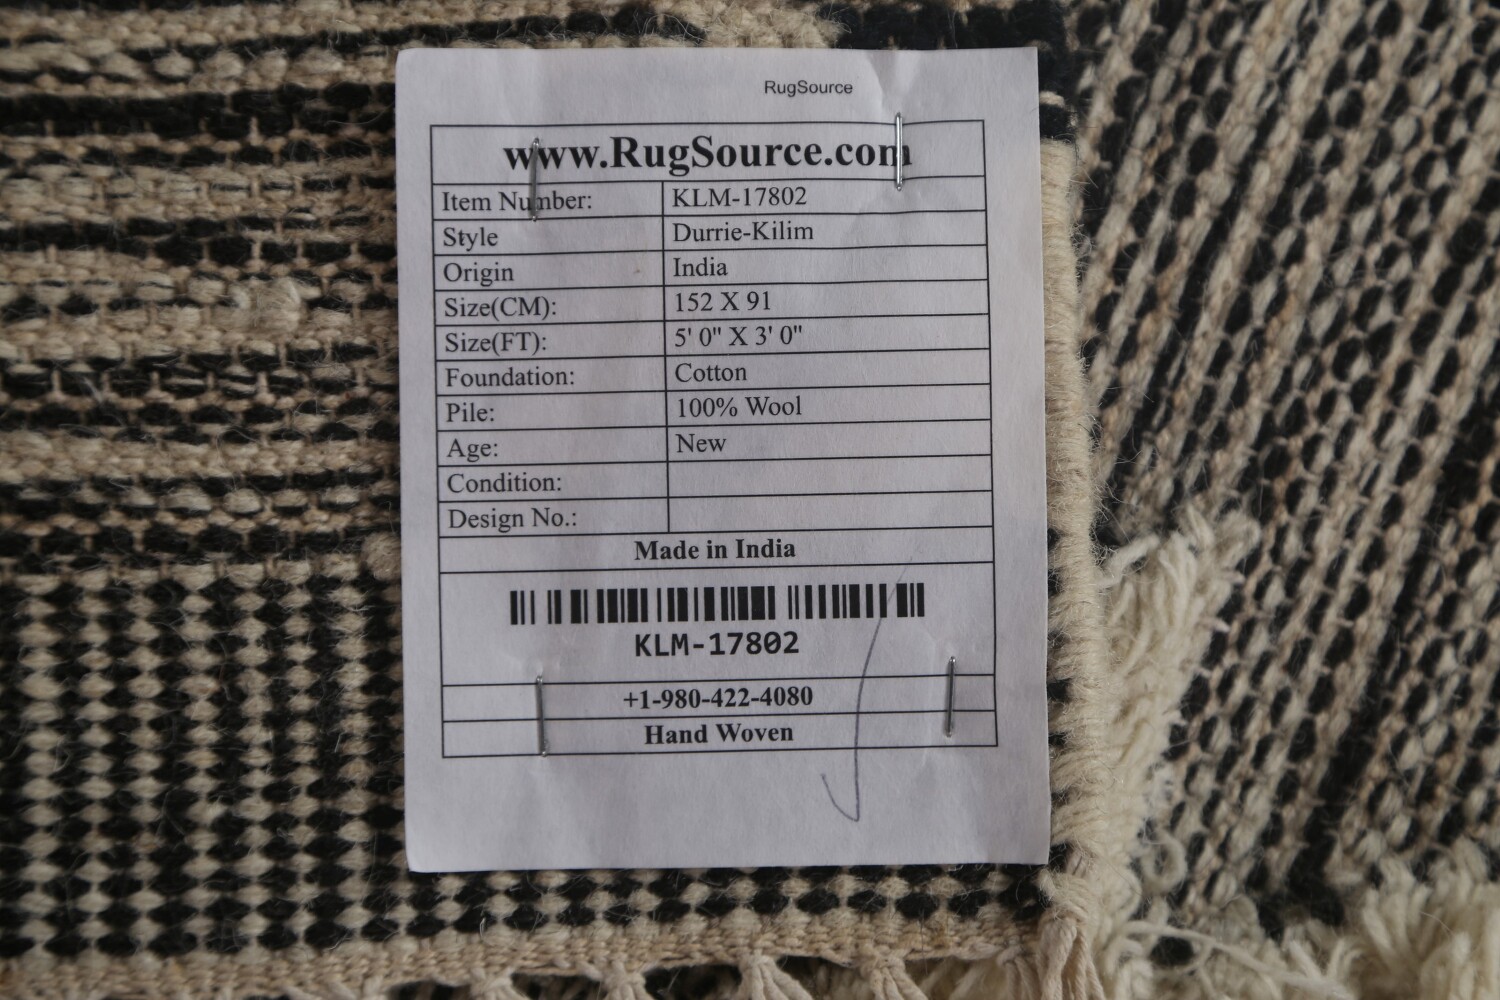 RugSource
www.RugSource.com
Item Number: KLM-17802
Style Durrie-Kilim
Origin India
Size(CM): 152 X 91
Size(FT): 5' 0" X 3' 0"
Foundation: Cotton
Pile: 100% Wool
Age: New
Condition:
Design No.:
Made in India
KLM-17802
+1-980-422-4080
Hand Woven